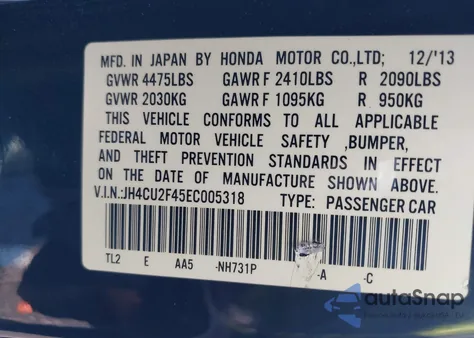 MFD. IN JAPAN BY HONDA MOTOR CO.,LTD; 12/'13
GVWR 4475LBS GAWR F 2410LBS R 2090LBS
GVWR 2030KG GAWR F 1095KG R 950KG
THIS VEHICLE CONFORMS TO ALL APPLICABLE
FEDERAL MOTOR VEHICLE SAFETY ,BUMPER,
AND THEFT PREVENTION STANDARDS IN EFFECT
ON THE DATE OF MANUFACTURE SHOWN ABOVE.
V.I.N.:JH4CU2F45EC005318 TYPE: PASSENGER CAR
TL2 E AA5 -NH731P -A -C
autoSnap